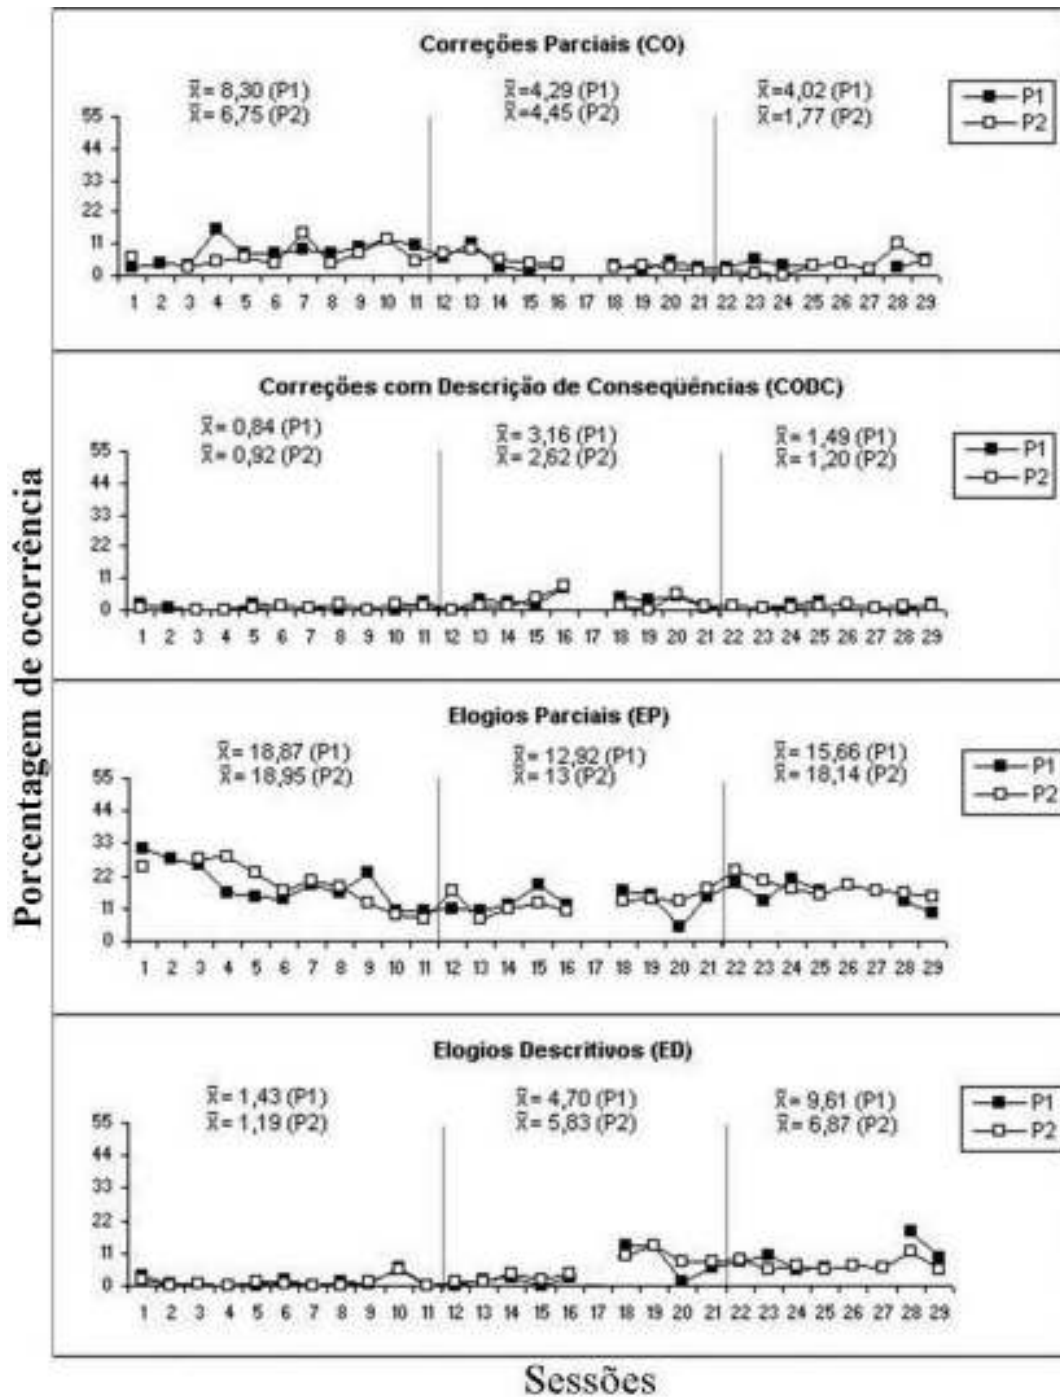 Porcentagem de ocorrência
Correções Parciais (CO)
x̄= 8,30 (P1)
x̄= 6,75 (P2)
x̄=4,29 (P1)
x̄=4,45 (P2)
x̄=4,02 (P1)
x̄=1,77 (P2)
P1
P2
55
44
33
22
11
0
1 2 3 4 5 6 7 8 9 10 11 12 13 14 15 16 17 18 19 20 21 22 23 24 25 26 27 28 29
Correções com Descrição de Conseqüências (CODC)
x̄= 0,84 (P1)
x̄= 0,92 (P2)
x̄= 3,16 (P1)
x̄= 2,62 (P2)
x̄= 1,49 (P1)
x̄= 1,20 (P2)
P1
P2
55
44
33
22
11
0
1 2 3 4 5 6 7 8 9 10 11 12 13 14 15 16 17 18 19 20 21 22 23 24 25 26 27 28 29
Elogios Parciais (EP)
x̄= 18,87 (P1)
x̄= 18,95 (P2)
x̄= 12,92 (P1)
x̄= 13 (P2)
x̄= 15,66 (P1)
x̄= 18,14 (P2)
P1
P2
55
44
33
22
11
0
1 2 3 4 5 6 7 8 9 10 11 12 13 14 15 16 17 18 19 20 21 22 23 24 25 26 27 28 29
Elogios Descritivos (ED)
x̄= 1,43 (P1)
x̄= 1,19 (P2)
x̄= 4,70 (P1)
x̄= 5,83 (P2)
x̄= 9,61 (P1)
x̄= 6,87 (P2)
P1
P2
55
44
33
22
11
0
1 2 3 4 5 6 7 8 9 10 11 12 13 14 15 16 17 18 19 20 21 22 23 24 25 26 27 28 29
Sessões